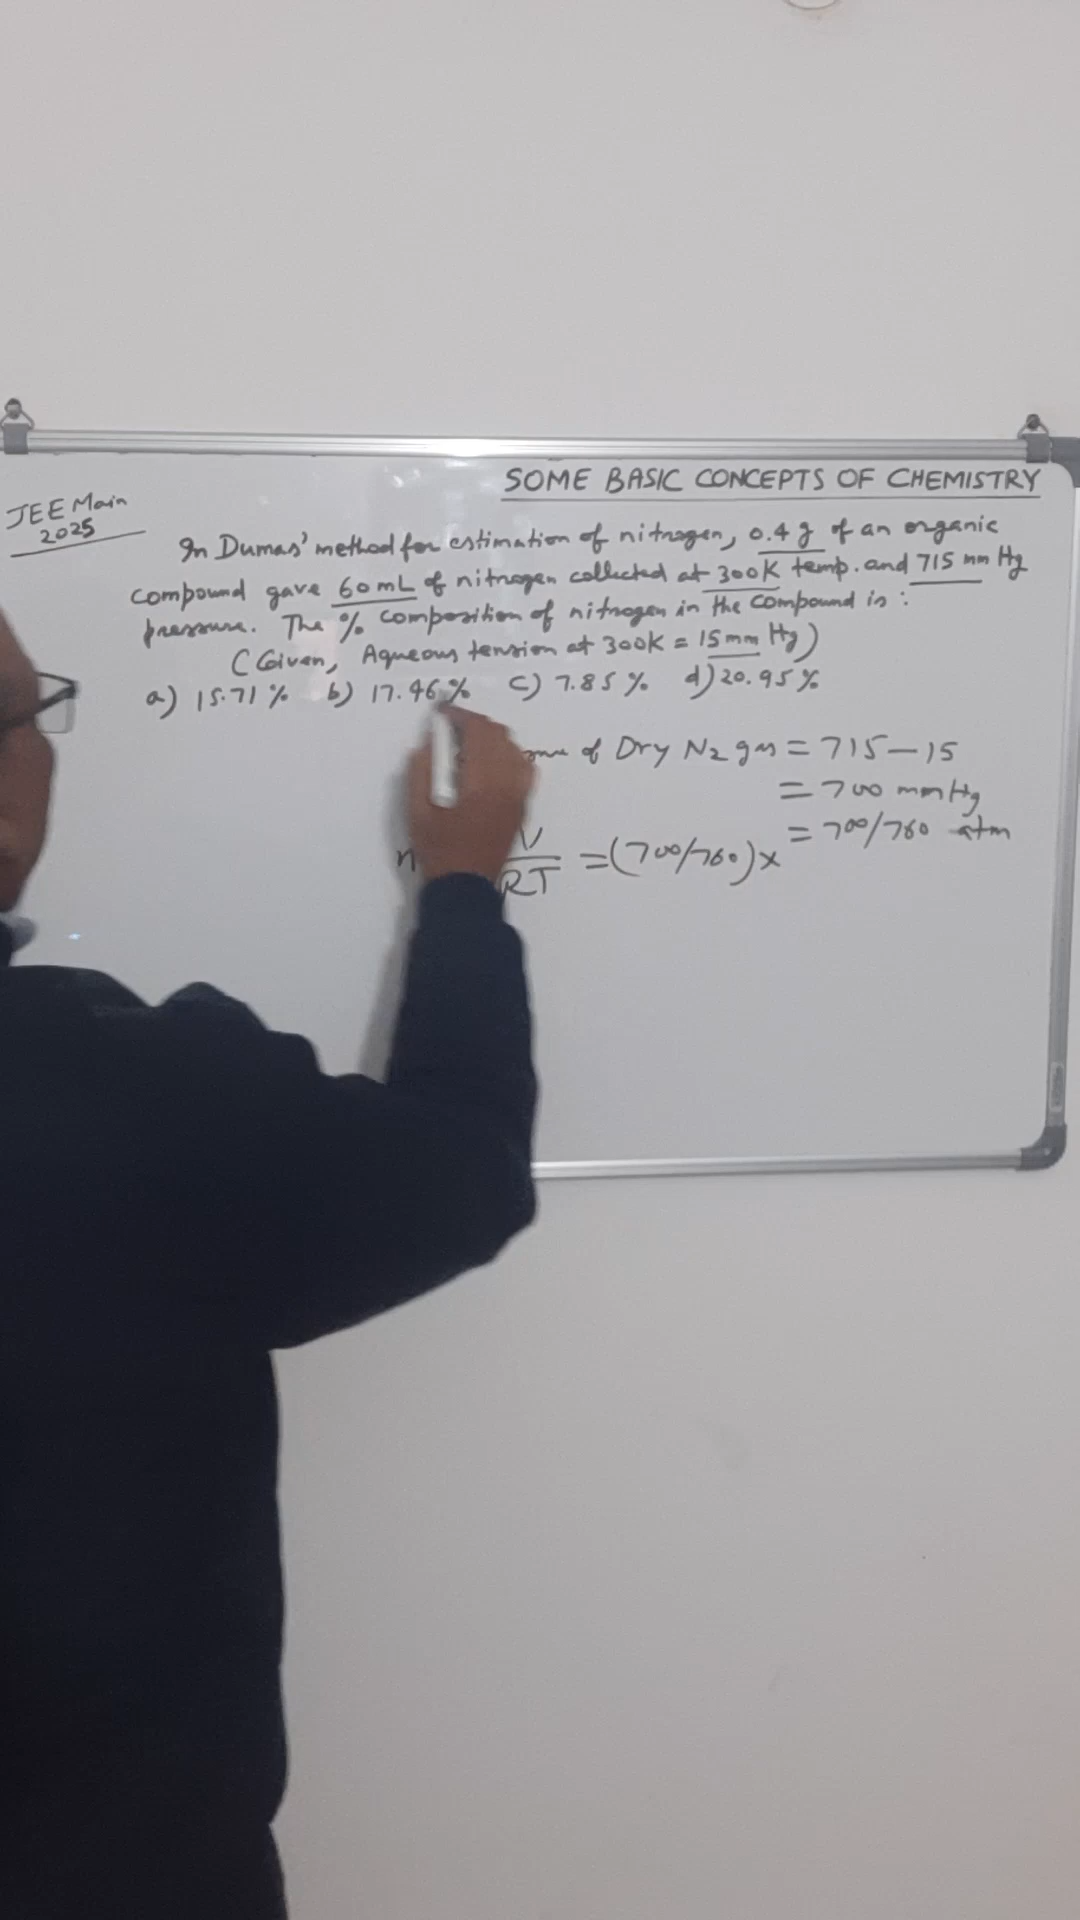 SOME BASIC CONCEPTS OF CHEMISTRY
JEE Main
2025
In Dumas' method for estimation of nitrogen, 0.4 g of an organic
compound gave 60 mL of nitrogen collected at 300K temp. and 715 mm Hg
pressure. The % composition of nitrogen in the compound is :
(Given, Aqueous tension at 300K = 15 mm Hg)
a) 15.71 % b) 17.46 % c) 7.85 % d) 20.95 %
of Dry N2 gas = 715 - 15
= 700 mm Hg
= 700/760 atm
n V/RT = (700/760) x